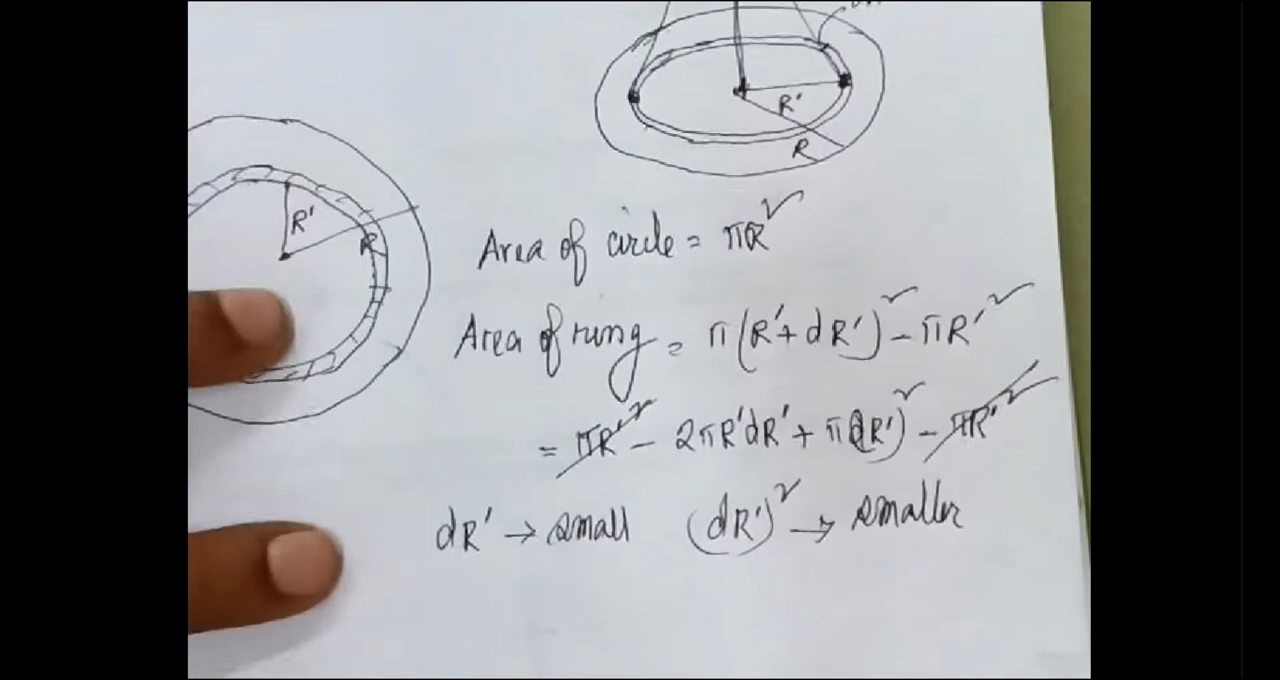 R'
R
R'
R
Area of circle = πR²
Area of ring = π(R'+dR')² - πR'²
= πR'² - 2πR'dR' + π(dR')² - πR'²
dR' → small (dR')² → smaller